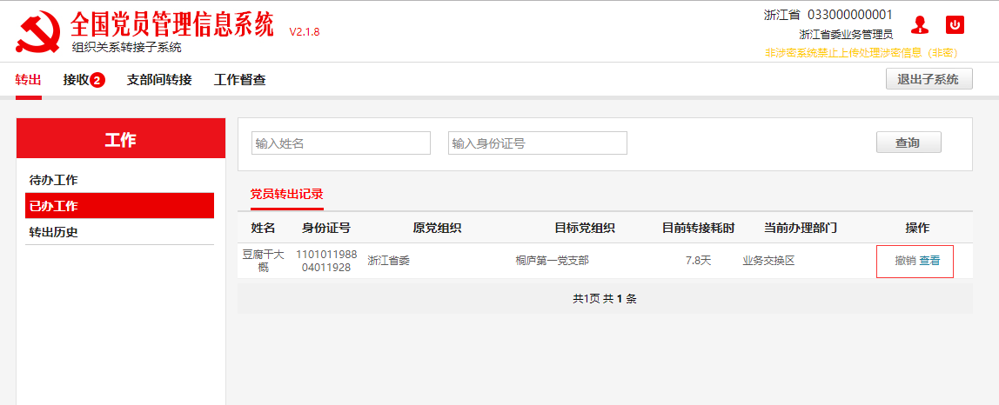 全国党员管理信息系统 V2.1.8
组织关系转接子系统
浙江省 033000000001
浙江省委业务管理员
非涉密系统禁止上传处理涉密信息（非密）
转出 接收 2 支部间转接 工作督查 退出子系统
工作
待办工作
已办工作
转出历史
输入姓名 输入身份证号 查询
党员转出记录
姓名 身份证号 原党组织 目标党组织 目前转接耗时 当前办理部门 操作
豆腐干大 1101011988 浙江省委 桐庐第一党支部 7.8天 业务交换区 撤销 查看
概 04011928
共1页 共 1 条